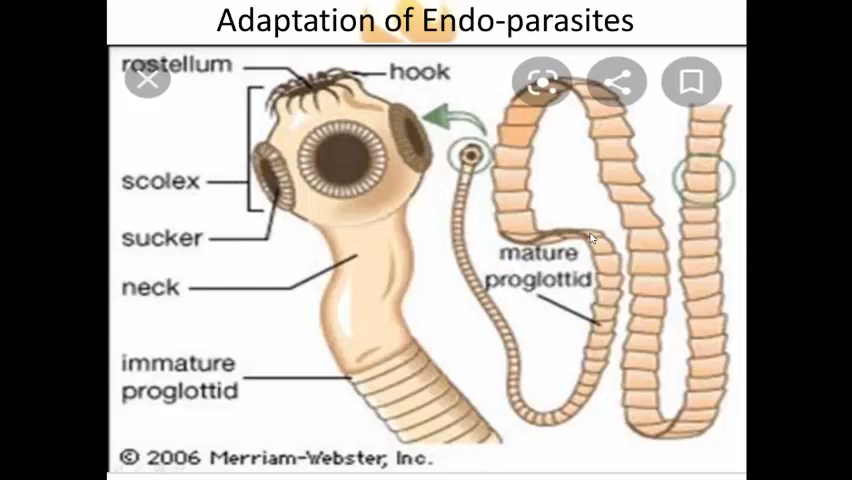 Adaptation of Endo-parasites
rostellum
hook
scolex
sucker
mature
proglottid
neck
immature
proglottid
© 2006 Merriam-Webster, Inc.